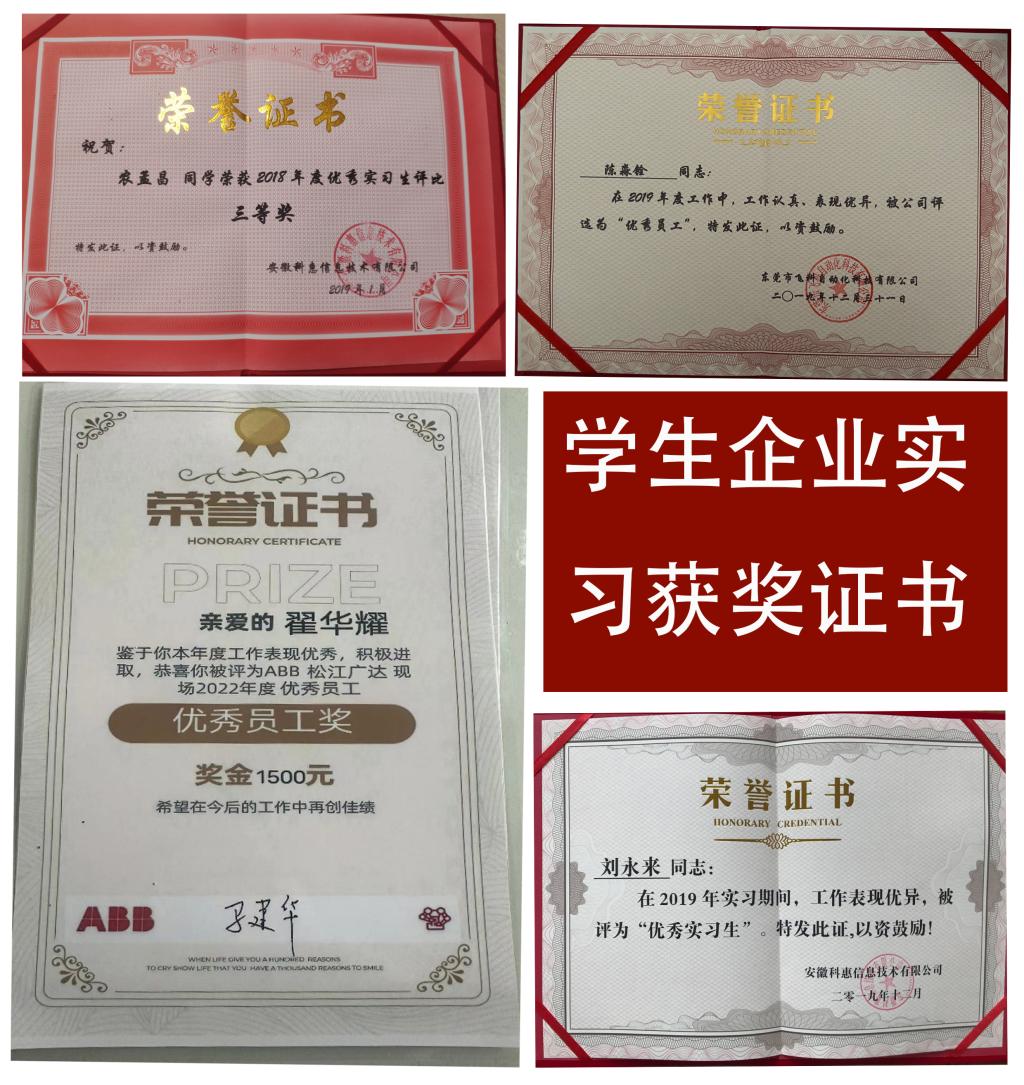 荣誉证书
祝贺：
农孟昌 同学荣获2018年度优秀实习生评比
三等奖
特发此证，以资鼓励。
安徽科惠信息技术有限公司
2019年1月
荣誉证书
HONORARY CREDENTIAL
陈淼铨 同志：
在2019年度工作中，工作认真、表现优异，被公司评
选为“优秀员工”，特发此证，以资鼓励。
东莞市飞科自动化科技有限公司
二〇一九年十二月三十一日
荣誉证书
HONORARY CERTIFICATE
PRIZE
亲爱的 翟华耀
鉴于你本年度工作表现优秀，积极进
取，恭喜你被评为ABB 松江广达 现
场2022年度 优秀员工
优秀员工奖
奖金1500元
希望在今后的工作中再创佳绩
ABB
WHEN LIFE GIVE YOU A HUNDRED REASONS
TO CRY SHOW LIFE THAT YOU HAVE A THOUSAND REASONS TO SMILE
学生企业实
习获奖证书
荣誉证书
HONORARY CREDENTIAL
刘永来 同志：
在2019年实习期间，工作表现优异，被
评为“优秀实习生”。特发此证,以资鼓励!
安徽科惠信息技术有限公司
二零一九年十二月